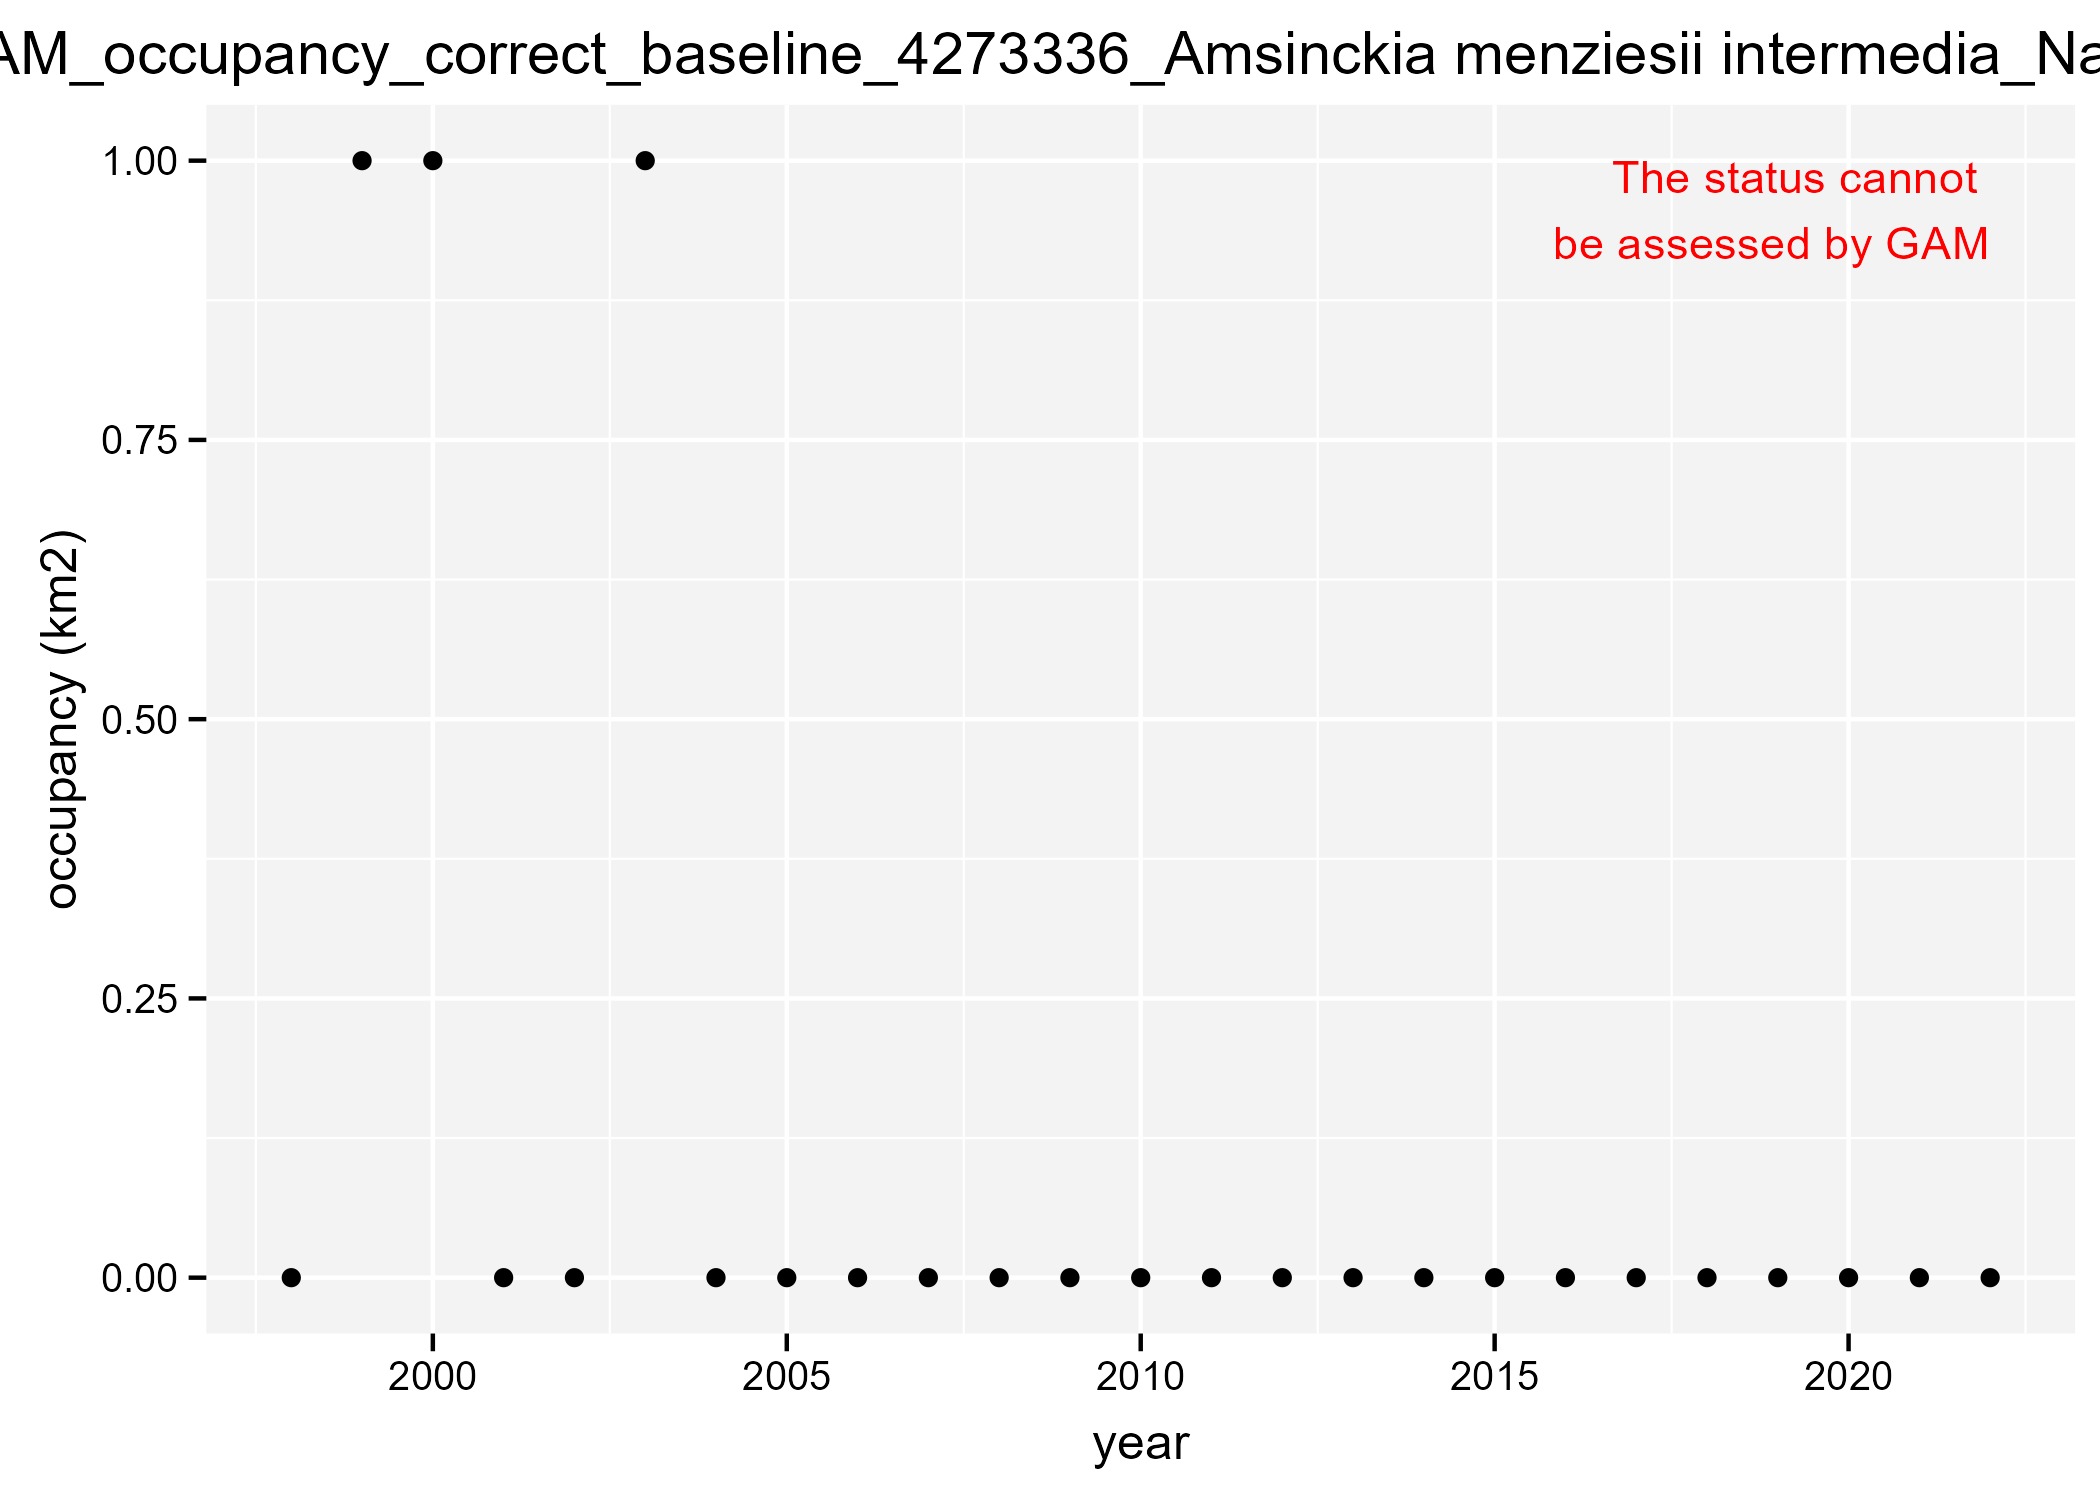 AM_occupancy_correct_baseline_4273336_Amsinckia menziesii intermedia_Na
1.00
The status cannot
be assessed by GAM
0.75
0.50
occupancy (km2)
0.25
0.00
2000 2005 2010 2015 2020
year